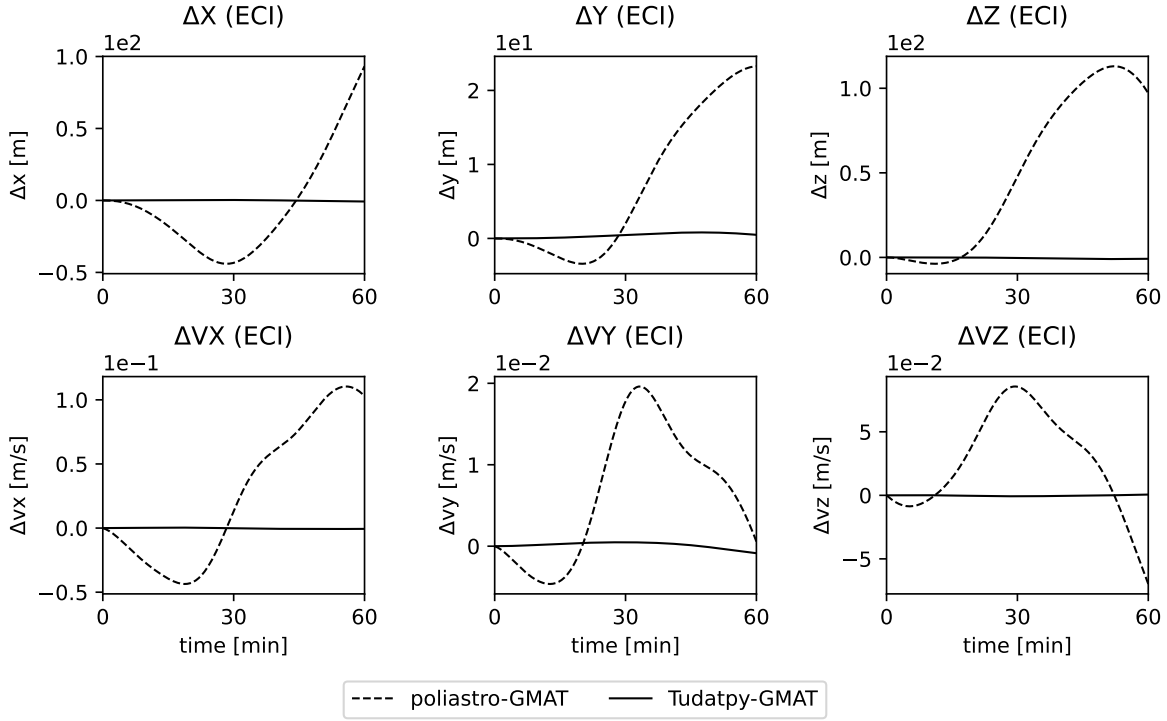 ΔX (ECI)
1e2
1.0
0.5
0.0
−0.5
Δx [m]
0
30
60
ΔY (ECI)
1e1
2
1
0
Δy [m]
0
30
60
ΔZ (ECI)
1e2
1.0
0.5
0.0
Δz [m]
0
30
60
ΔVX (ECI)
1e−1
1.0
0.5
0.0
−0.5
Δvx [m/s]
0
30
60
time [min]
ΔVY (ECI)
1e−2
2
1
0
Δvy [m/s]
0
30
60
time [min]
ΔVZ (ECI)
1e−2
5
0
−5
Δvz [m/s]
0
30
60
time [min]
poliastro-GMAT
Tudatpy-GMAT